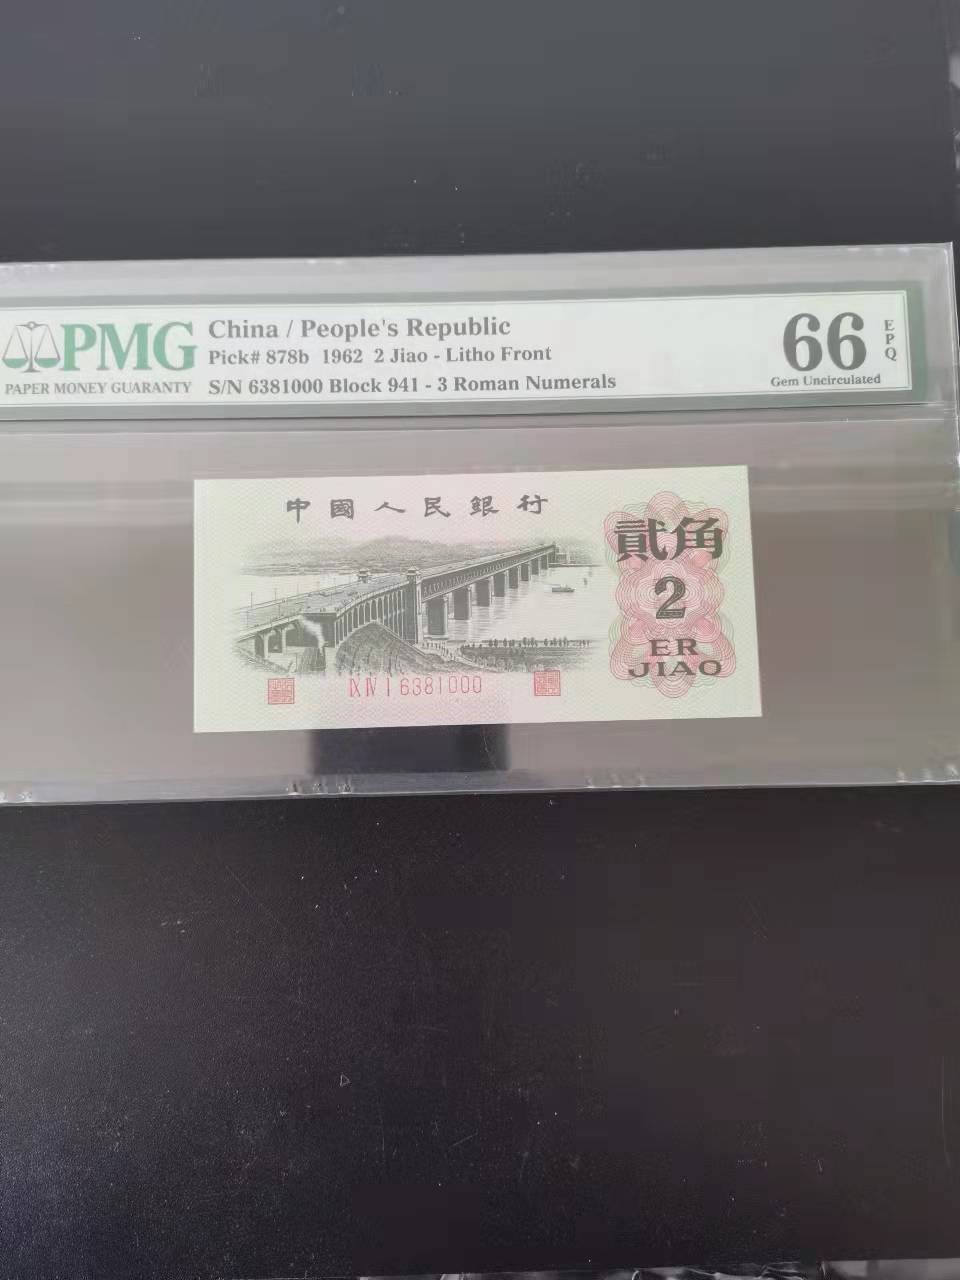 PMG
PAPER MONEY GUARANTY
China / People's Republic
Pick# 878b 1962 2 Jiao - Litho Front
S/N 6381000 Block 941 - 3 Roman Numerals
66
EPQ
Gem Uncirculated
中國人民銀行
貳角
2
ER
JIAO
Ⅸ Ⅳ Ⅰ 6381000